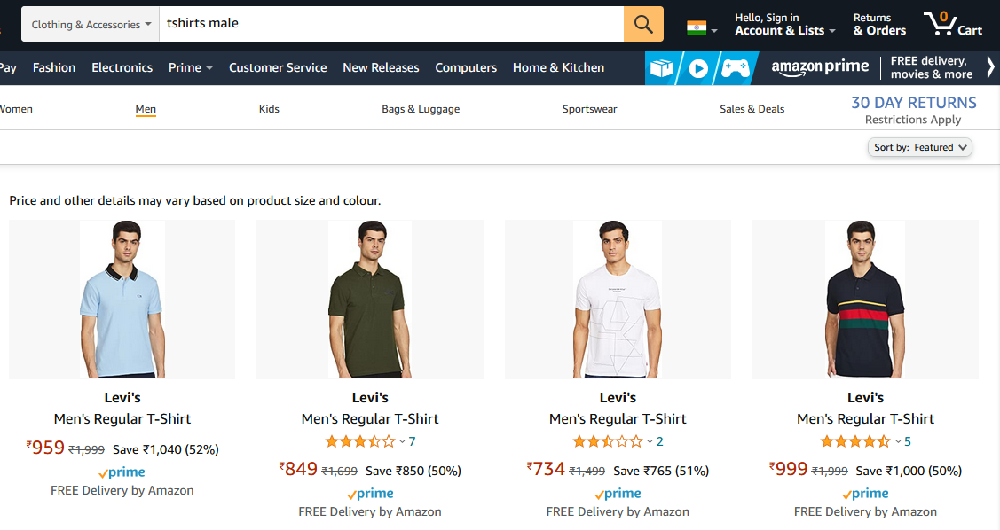 Clothing & Accessories
tshirts male
Hello, Sign in
Account & Lists
Returns
& Orders
0
Cart
Pay
Fashion
Electronics
Prime
Customer Service
New Releases
Computers
Home & Kitchen
amazon prime
FREE delivery,
movies & more
Women
Men
Kids
Bags & Luggage
Sportswear
Sales & Deals
30 DAY RETURNS
Restrictions Apply
Sort by: Featured
Price and other details may vary based on product size and colour.
Levi's
Men's Regular T-Shirt
₹959 ₹1,999 Save ₹1,040 (52%)
prime
FREE Delivery by Amazon
Levi's
Men's Regular T-Shirt
7
₹849 ₹1,699 Save ₹850 (50%)
prime
FREE Delivery by Amazon
Levi's
Men's Regular T-Shirt
2
₹734 ₹1,499 Save ₹765 (51%)
prime
FREE Delivery by Amazon
Levi's
Men's Regular T-Shirt
5
₹999 ₹1,999 Save ₹1,000 (50%)
prime
FREE Delivery by Amazon